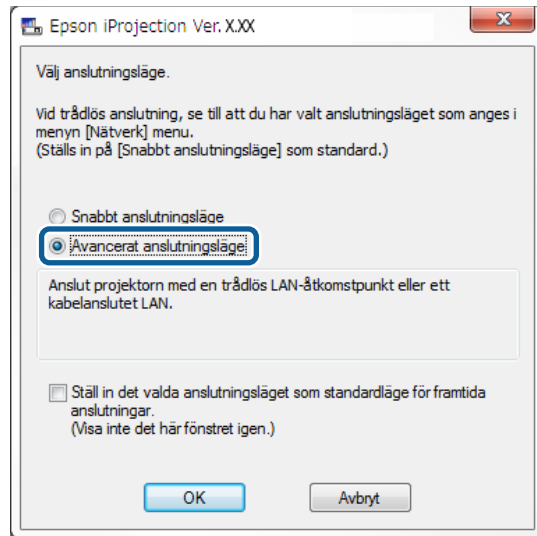 Epson iProjection Ver. X.XX
Välj anslutningsläge.
Vid trådlös anslutning, se till att du har valt anslutningsläget som anges i
menyn [Nätverk] menu.
(Ställs in på [Snabbt anslutningsläge] som standard.)
Snabbt anslutningsläge
Avancerat anslutningsläge
Anslut projektorn med en trådlös LAN-åtkomstpunkt eller ett
kabelanslutet LAN.
Ställ in det valda anslutningsläget som standardläge för framtida
anslutningar.
(Visa inte det här fönstret igen.)
OK
Avbryt